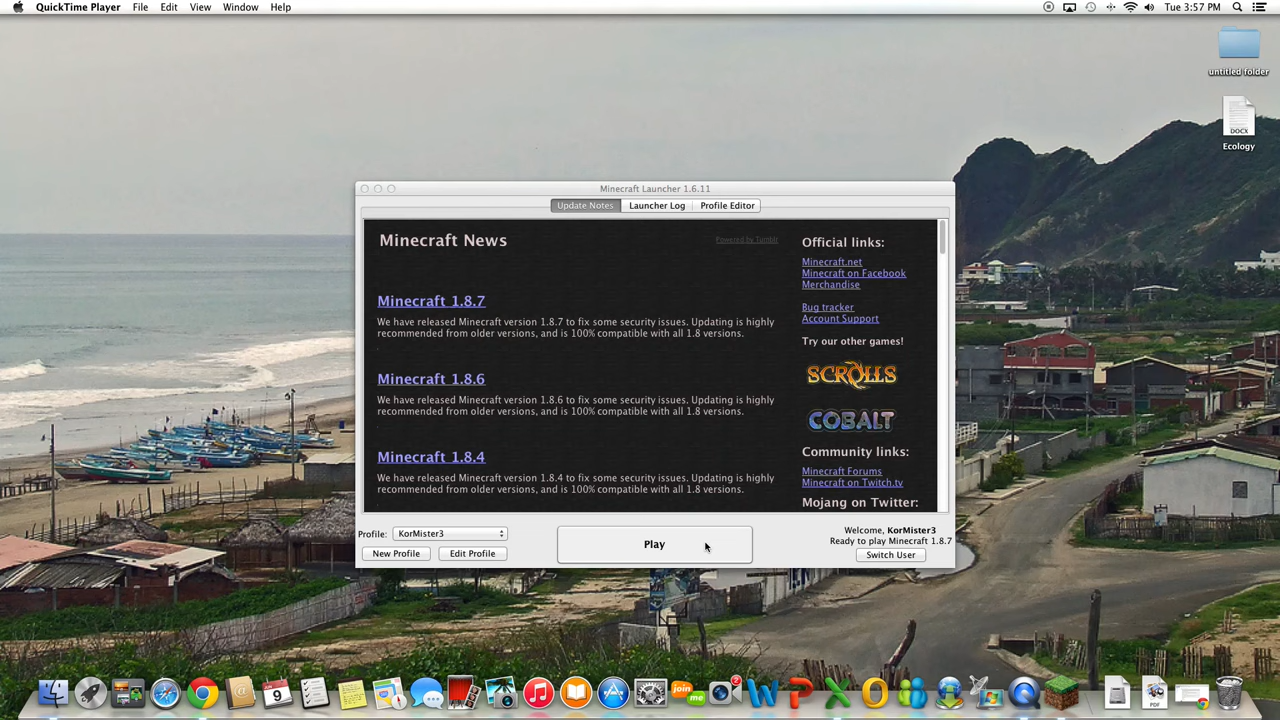 QuickTime Player File Edit View Window Help
Tue 3:57 PM
untitled folder
DOCX
Ecology
Minecraft Launcher 1.6.11
Update Notes Launcher Log Profile Editor
Minecraft News
Powered by Tumblr
Minecraft 1.8.7
We have released Minecraft version 1.8.7 to fix some security issues. Updating is highly
recommended from older versions, and is 100% compatible with all 1.8 versions.
Minecraft 1.8.6
We have released Minecraft version 1.8.6 to fix some security issues. Updating is highly
recommended from older versions, and is 100% compatible with all 1.8 versions.
Minecraft 1.8.4
We have released Minecraft version 1.8.4 to fix some security issues. Updating is highly
recommended from older versions, and is 100% compatible with all 1.8 versions.
Official links:
Minecraft.net
Minecraft on Facebook
Merchandise
Bug tracker
Account Support
Try our other games!
SCROLLS
COBALT
Community links:
Minecraft Forums
Minecraft on Twitch.tv
Mojang on Twitter:
Profile: KorMister3
New Profile Edit Profile
Play
Welcome, KorMister3
Ready to play Minecraft 1.8.7
Switch User
9
join
me
2
W P X O
PDF